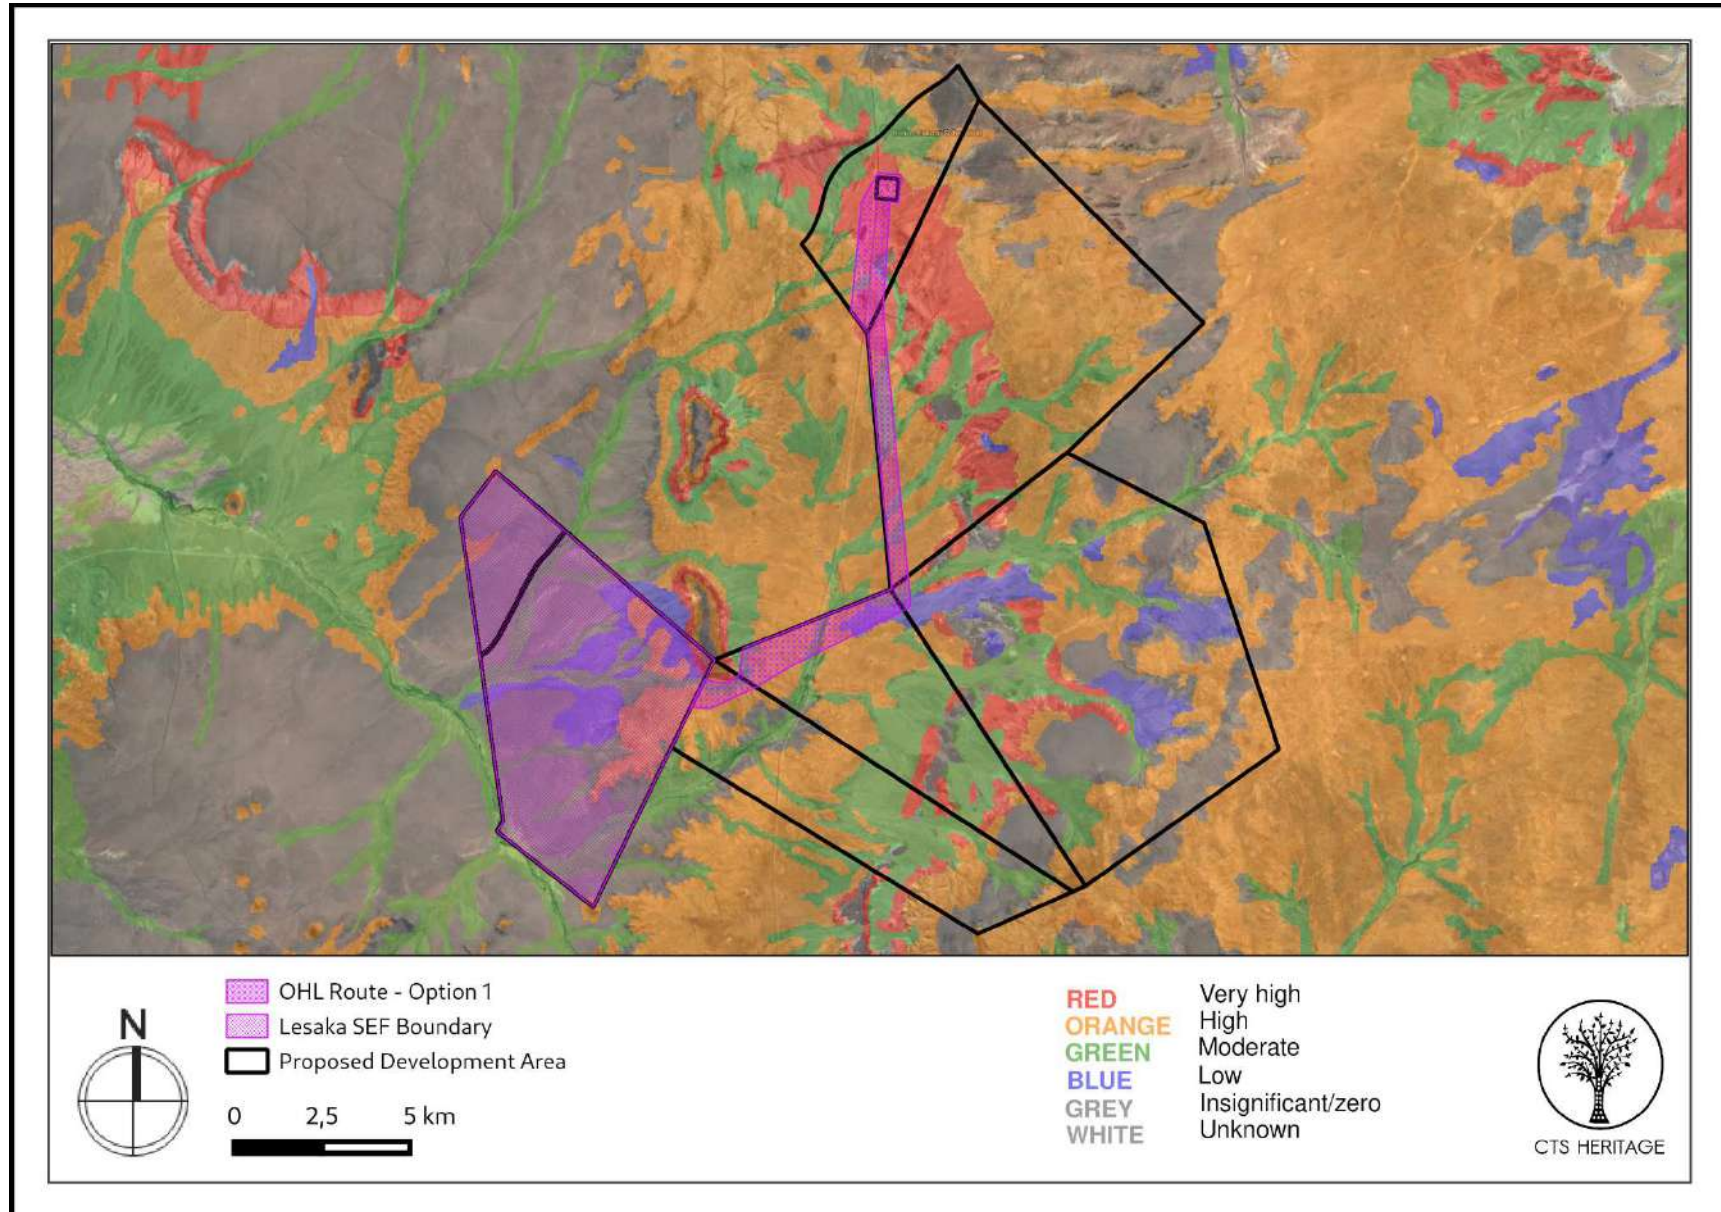 N
0 2,5 5 km
OHL Route - Option 1
Lesaka SEF Boundary
Proposed Development Area
RED Very high
ORANGE High
GREEN Moderate
BLUE Low
GREY Insignificant/zero
WHITE Unknown
CTS HERITAGE